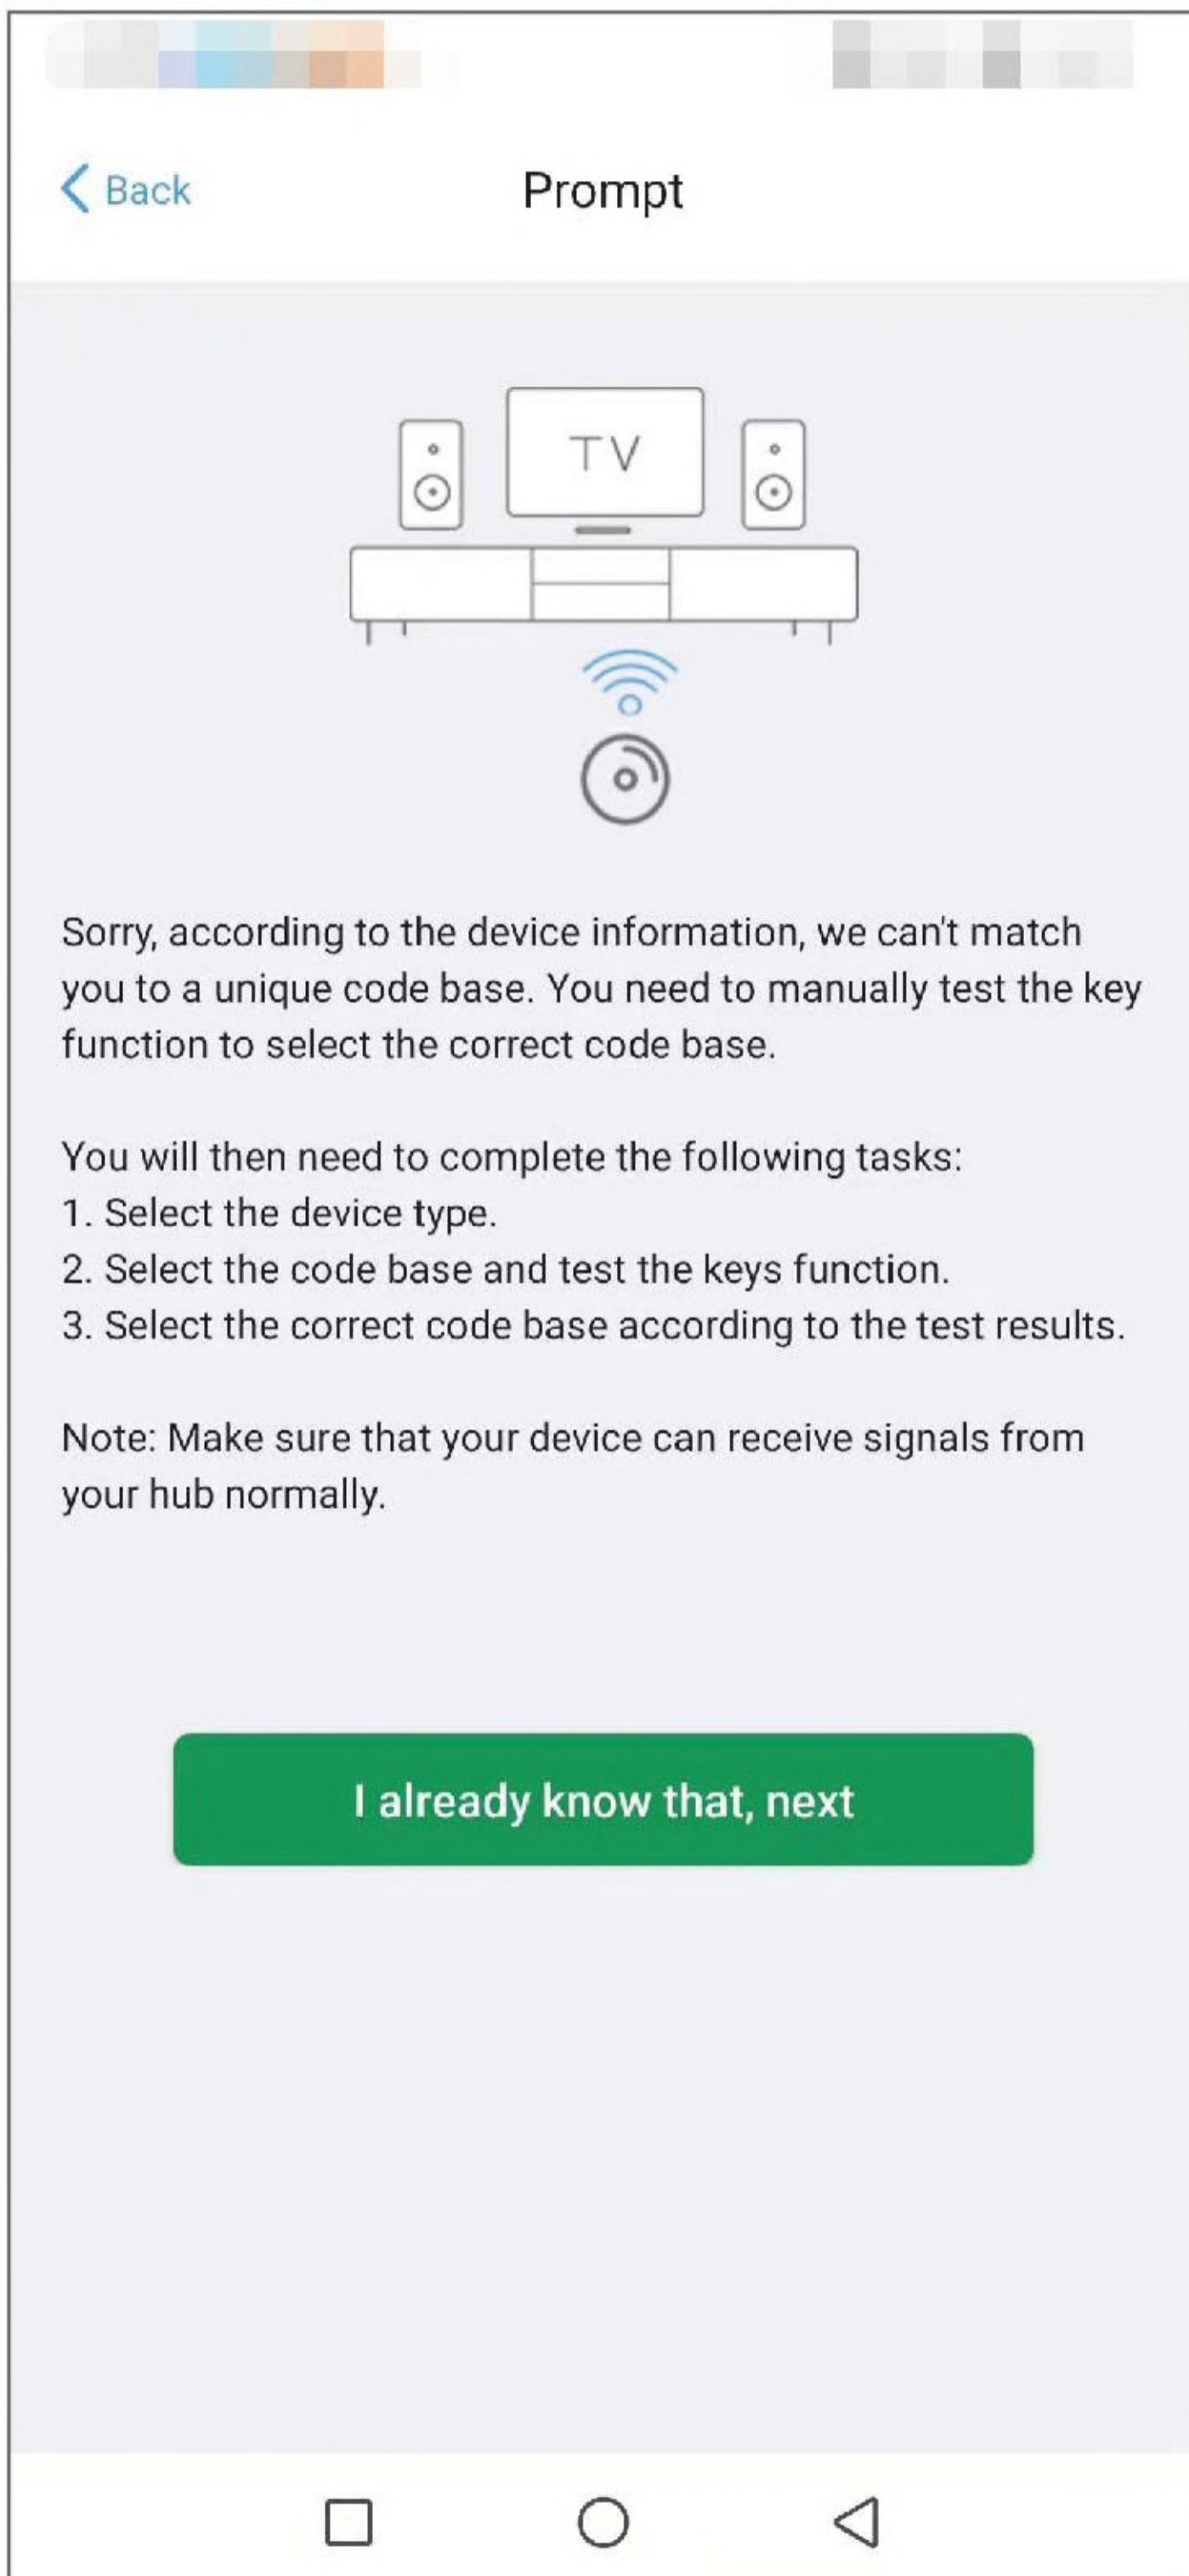 Back
Prompt
TV
Sorry, according to the device information, we can't match
you to a unique code base. You need to manually test the key
function to select the correct code base.
You will then need to complete the following tasks:
1. Select the device type.
2. Select the code base and test the keys function.
3. Select the correct code base according to the test results.
Note: Make sure that your device can receive signals from
your hub normally.
I already know that, next